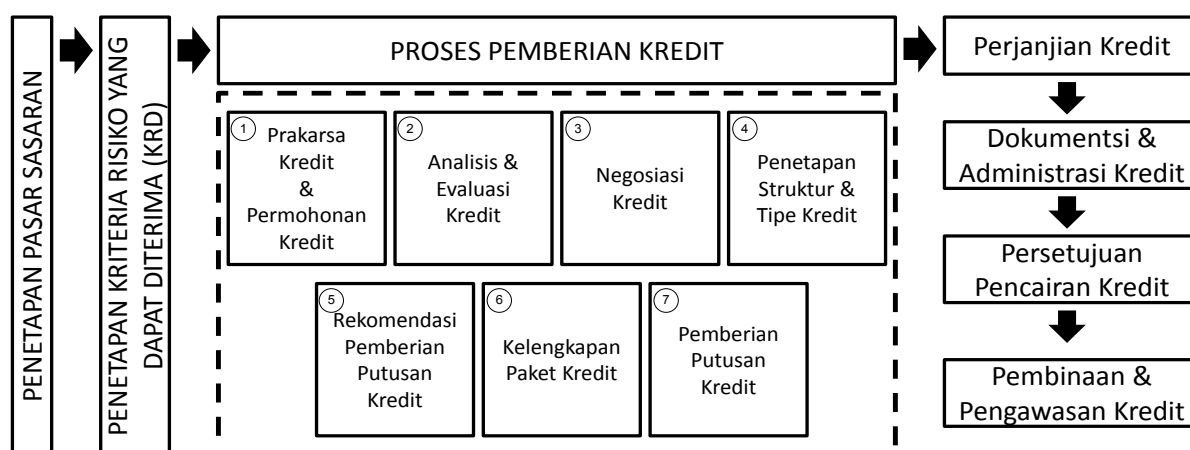 PENETAPAN PASAR SASARAN
PENETAPAN KRITERIA RISIKO YANG
DAPAT DITERIMA (KRD)
PROSES PEMBERIAN KREDIT
1
Prakarsa
Kredit
&
Permohonan
Kredit
2
Analisis &
Evaluasi
Kredit
3
Negosiasi
Kredit
4
Penetapan
Struktur &
Tipe Kredit
5
Rekomendasi
Pemberian
Putusan
Kredit
6
Kelengkapan
Paket Kredit
7
Pemberian
Putusan
Kredit
Perjanjian Kredit
Dokumentsi &
Administrasi Kredit
Persetujuan
Pencairan Kredit
Pembinaan &
Pengawasan Kredit